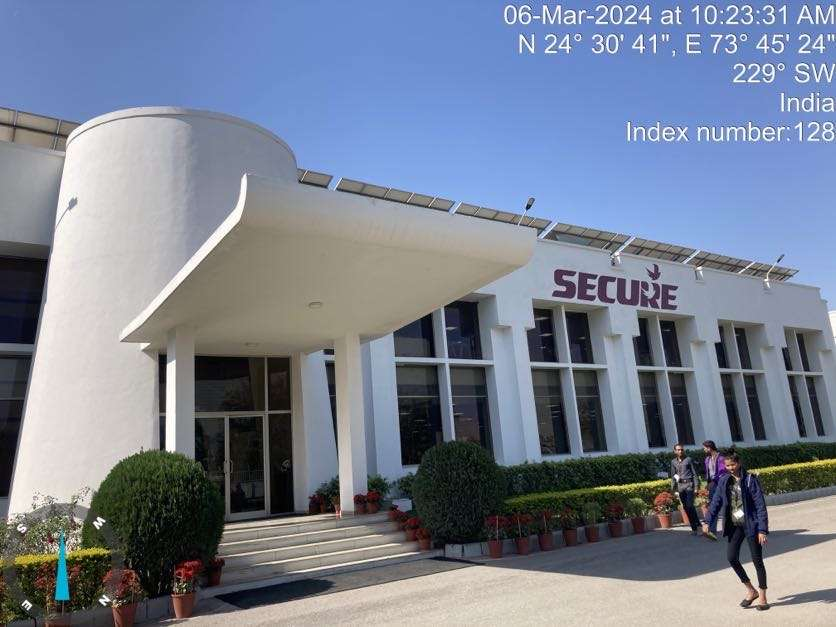 06-Mar-2024 at 10:23:31 AM
N 24° 30' 41", E 73° 45' 24"
229° SW
India
Index number:128
SECURE
S
W
E
N